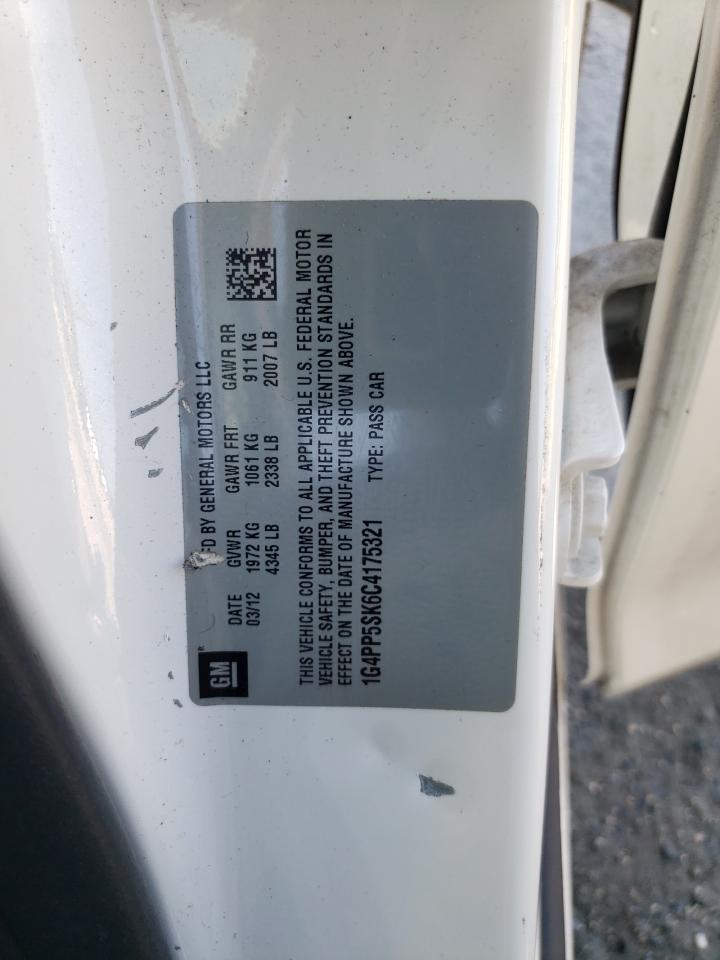 GM
®
BY GENERAL MOTORS LLC
DATE GVWR GAWR FRT GAWR RR
03/12 1972 KG 1061 KG 911 KG
4345 LB 2338 LB 2007 LB
THIS VEHICLE CONFORMS TO ALL APPLICABLE U.S. FEDERAL MOTOR
VEHICLE SAFETY, BUMPER, AND THEFT PREVENTION STANDARDS IN
EFFECT ON THE DATE OF MANUFACTURE SHOWN ABOVE.
1G4PP5SK6C4175321 TYPE: PASS CAR